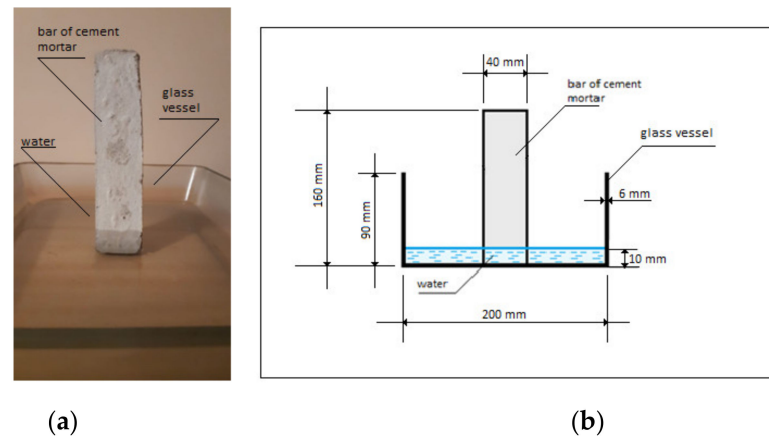 bar of cement
mortar
glass
vessel
water
40 mm
bar of cement
mortar
glass vessel
160 mm
90 mm
6 mm
10 mm
water
200 mm
(a)
(b)